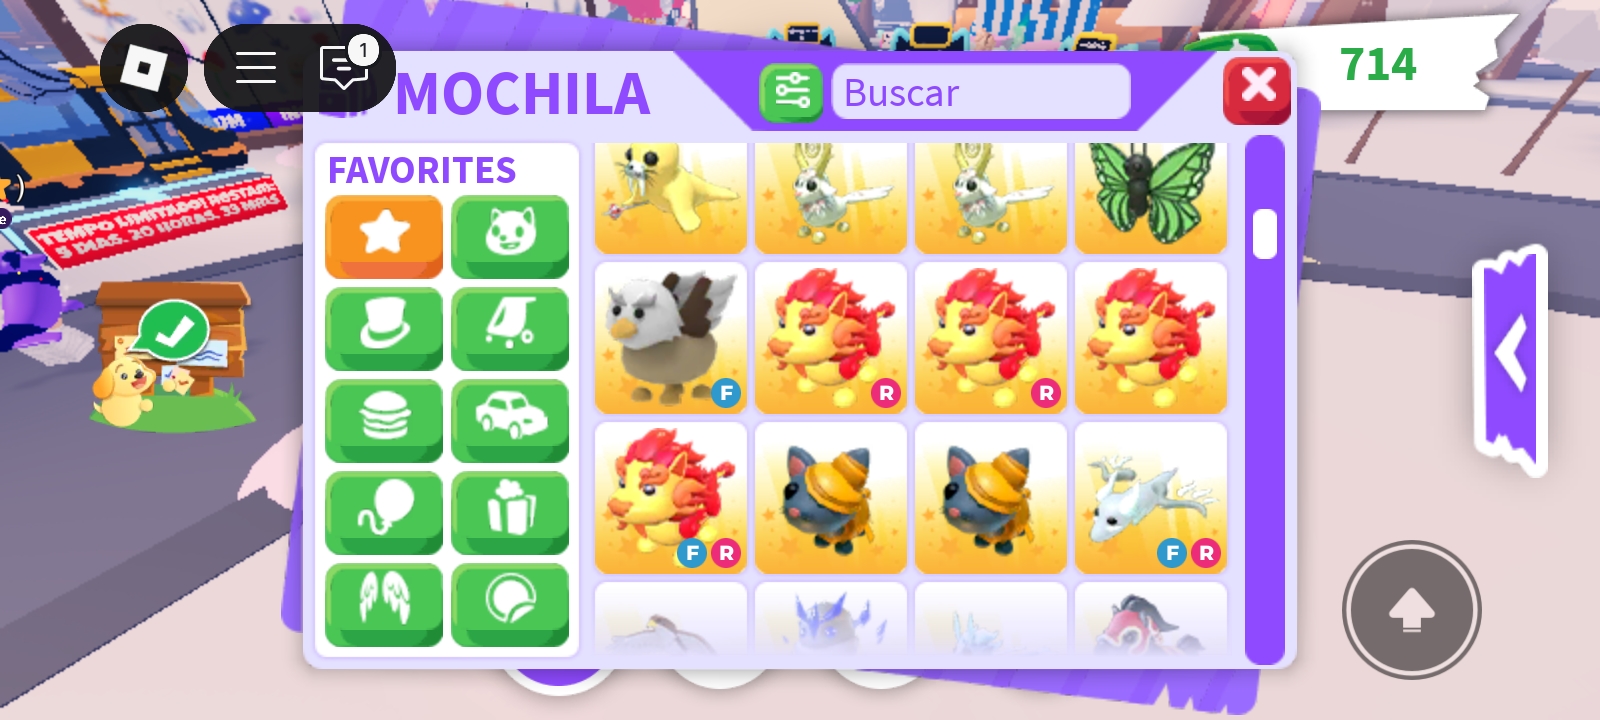 1
MOCHILA
Buscar
714
FAVORITES
TEMPO LIMITADO! RESTAM:
5 DIAS, 20 HORAS, 33 MINS
F
R
R
F
R
F
R